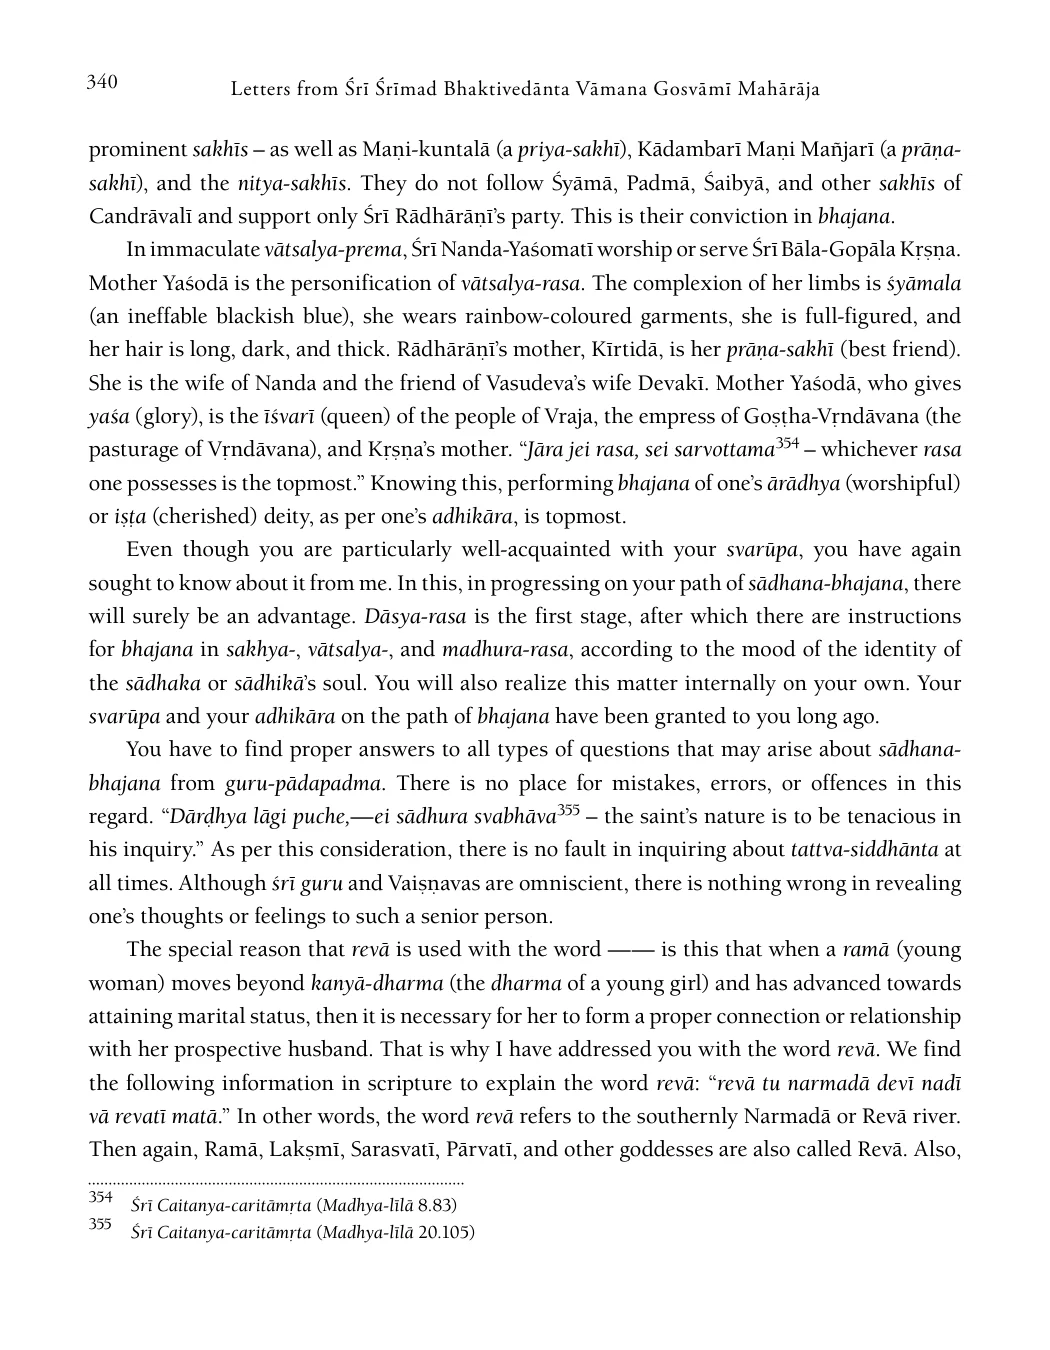 340
Letters from Śrī Śrīmad Bhaktivedānta Vāmana Gosvāmī Mahārāja
prominent sakhīs – as well as Maṇi-kuntalā (a priya-sakhī), Kādambarī Maṇi Mañjarī (a prāṇa-
sakhī), and the nitya-sakhīs. They do not follow Śyāmā, Padmā, Śaibyā, and other sakhīs of
Candrāvalī and support only Śrī Rādhārāṇī’s party. This is their conviction in bhajana.
In immaculate vātsalya-prema, Śrī Nanda-Yaśomatī worship or serve Śrī Bāla-Gopāla Kṛṣṇa.
Mother Yaśodā is the personification of vātsalya-rasa. The complexion of her limbs is śyāmala
(an ineffable blackish blue), she wears rainbow-coloured garments, she is full-figured, and
her hair is long, dark, and thick. Rādhārāṇī’s mother, Kīrtidā, is her prāṇa-sakhī (best friend).
She is the wife of Nanda and the friend of Vasudeva’s wife Devakī. Mother Yaśodā, who gives
yaśa (glory), is the īśvarī (queen) of the people of Vraja, the empress of Goṣṭha-Vṛndāvana (the
pasturage of Vṛndāvana), and Kṛṣṇa’s mother. “Jāra jei rasa, sei sarvottama354 – whichever rasa
one possesses is the topmost.” Knowing this, performing bhajana of one’s ārādhya (worshipful)
or iṣṭa (cherished) deity, as per one’s adhikāra, is topmost.
Even though you are particularly well-acquainted with your svarūpa, you have again
sought to know about it from me. In this, in progressing on your path of sādhana-bhajana, there
will surely be an advantage. Dāsya-rasa is the first stage, after which there are instructions
for bhajana in sakhya-, vātsalya-, and madhura-rasa, according to the mood of the identity of
the sādhaka or sādhikā’s soul. You will also realize this matter internally on your own. Your
svarūpa and your adhikāra on the path of bhajana have been granted to you long ago.
You have to find proper answers to all types of questions that may arise about sādhana-
bhajana from guru-pādapadma. There is no place for mistakes, errors, or offences in this
regard. “Dārḍhya lāgi puche,—ei sādhura svabhāva355 – the saint’s nature is to be tenacious in
his inquiry.” As per this consideration, there is no fault in inquiring about tattva-siddhānta at
all times. Although śrī guru and Vaiṣṇavas are omniscient, there is nothing wrong in revealing
one’s thoughts or feelings to such a senior person.
The special reason that revā is used with the word —— is this that when a ramā (young
woman) moves beyond kanyā-dharma (the dharma of a young girl) and has advanced towards
attaining marital status, then it is necessary for her to form a proper connection or relationship
with her prospective husband. That is why I have addressed you with the word revā. We find
the following information in scripture to explain the word revā: “revā tu narmadā devī nadī
vā revatī matā.” In other words, the word revā refers to the southernly Narmadā or Revā river.
Then again, Ramā, Lakṣmī, Sarasvatī, Pārvatī, and other goddesses are also called Revā. Also,
354 Śrī Caitanya-caritāmṛta (Madhya-līlā 8.83)
355 Śrī Caitanya-caritāmṛta (Madhya-līlā 20.105)